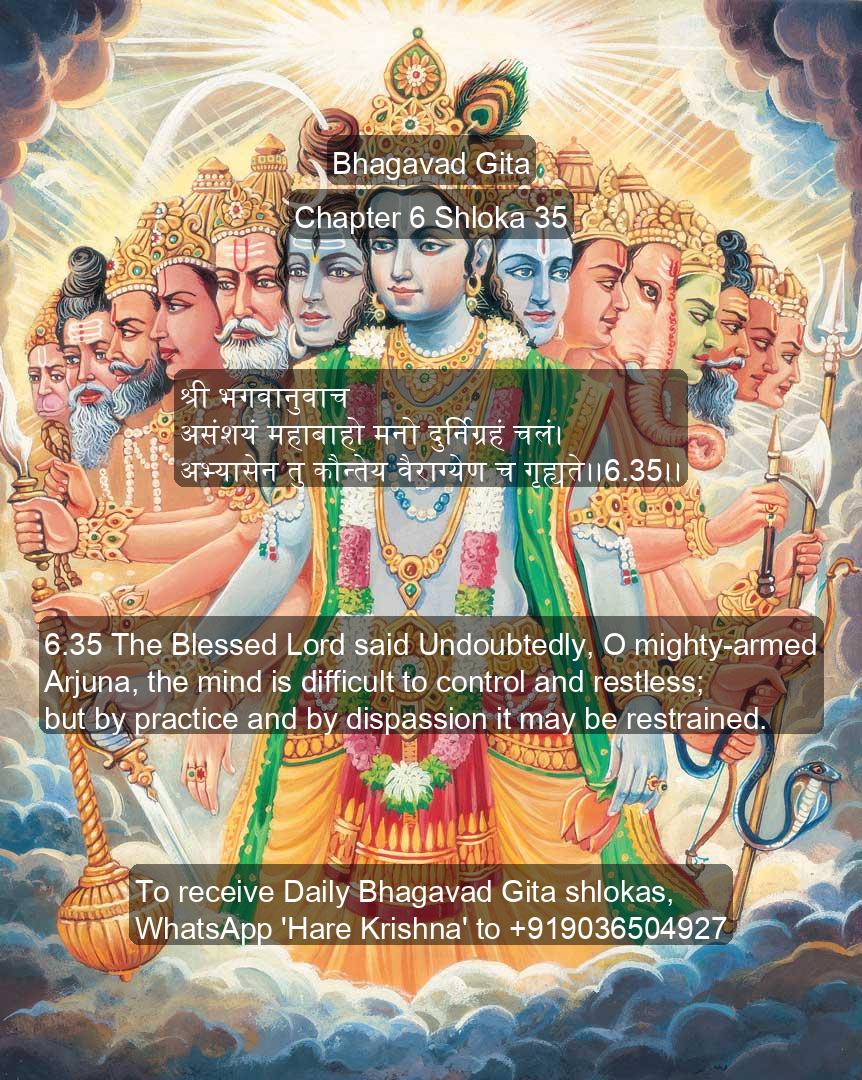 Bhagavad Gita
Chapter 6 Shloka 35
श्री भगवानुवाच
असंशयं महाबाहो मनो दुर्निग्रहं चलं।
अभ्यासेन तु कौन्तेय वैराग्येण च गृह्यते।।6.35।।
6.35 The Blessed Lord said Undoubtedly, O mighty-armed
Arjuna, the mind is difficult to control and restless;
but by practice and by dispassion it may be restrained.
To receive Daily Bhagavad Gita shlokas,
WhatsApp 'Hare Krishna' to +919036504927